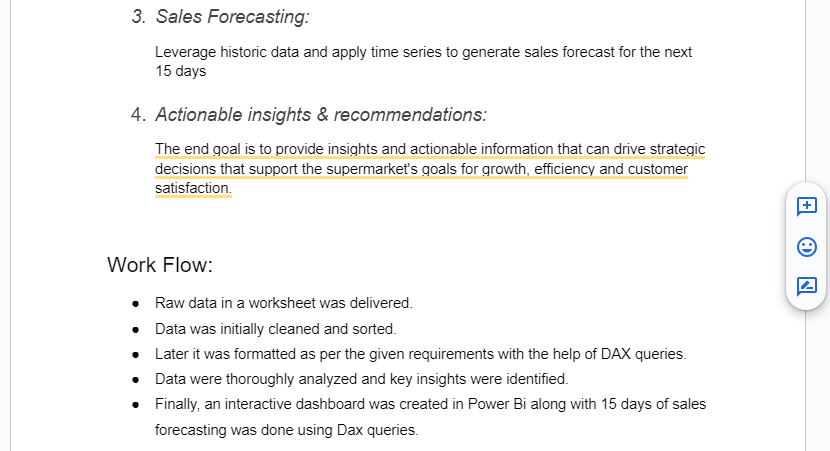 3. Sales Forecasting:
Leverage historic data and apply time series to generate sales forecast for the next
15 days
4. Actionable insights & recommendations:
The end goal is to provide insights and actionable information that can drive strategic
decisions that support the supermarket's goals for growth, efficiency and customer
satisfaction.
Work Flow:
● Raw data in a worksheet was delivered.
● Data was initially cleaned and sorted.
● Later it was formatted as per the given requirements with the help of DAX queries.
● Data were thoroughly analyzed and key insights were identified.
● Finally, an interactive dashboard was created in Power Bi along with 15 days of sales
forecasting was done using Dax queries.